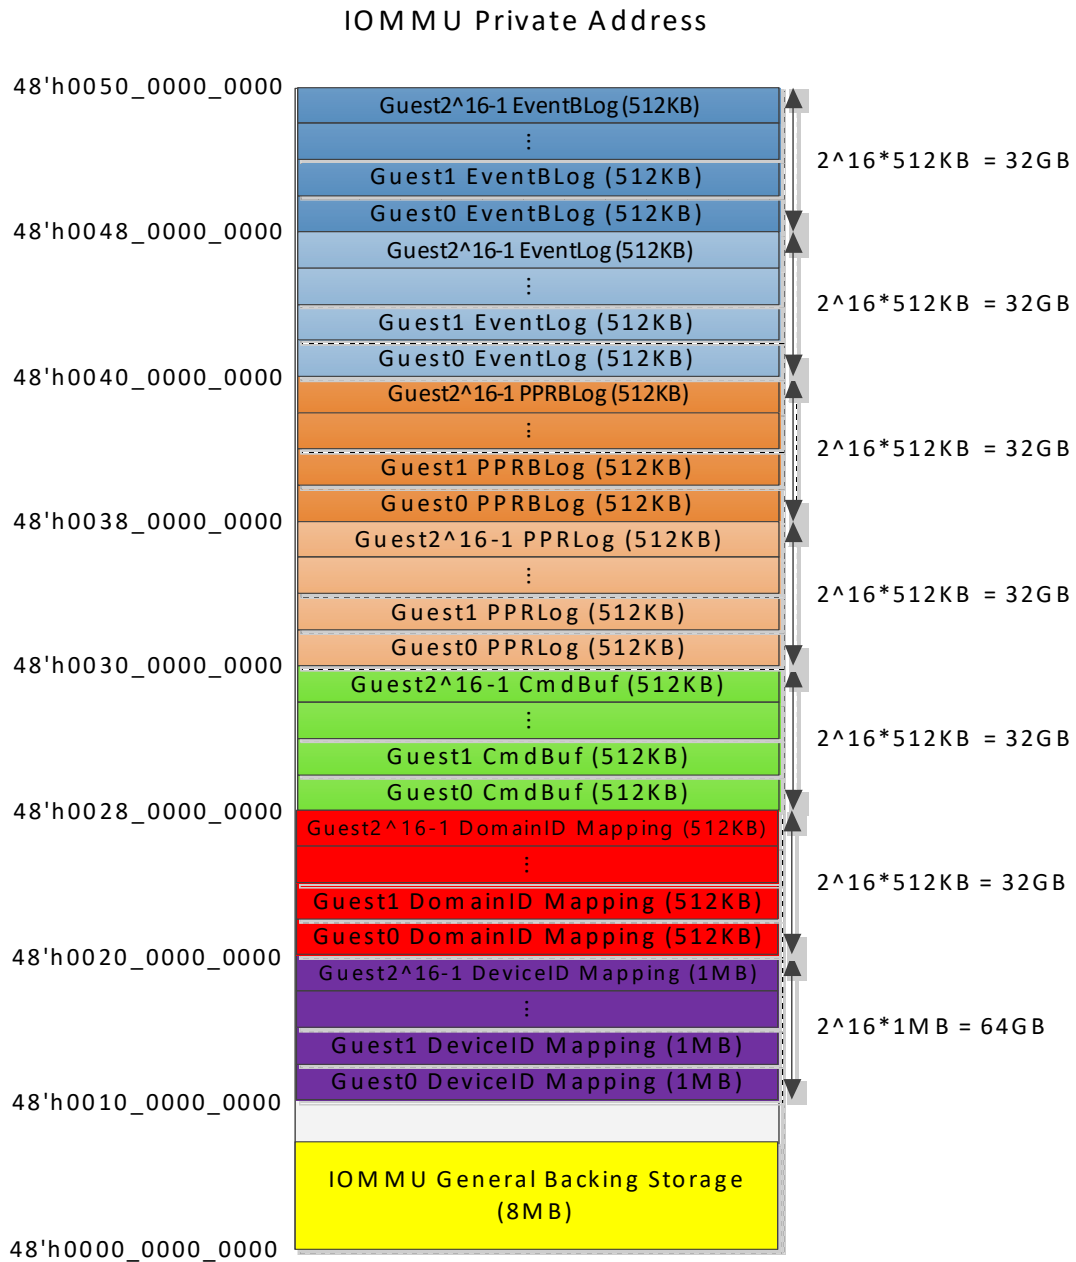 IOMMU Private Address
48'h0050_0000_0000
Guest2^16-1 EventBLog (512KB)
⋮
2^16*512KB = 32GB
Guest1 EventBLog (512KB)
Guest0 EventBLog (512KB)
48'h0048_0000_0000
Guest2^16-1 EventLog (512KB)
⋮
2^16*512KB = 32GB
Guest1 EventLog (512KB)
Guest0 EventLog (512KB)
48'h0040_0000_0000
Guest2^16-1 PPRBLog (512KB)
⋮
2^16*512KB = 32GB
Guest1 PPRBLog (512KB)
Guest0 PPRBLog (512KB)
48'h0038_0000_0000
Guest2^16-1 PPRLog (512KB)
⋮
2^16*512KB = 32GB
Guest1 PPRLog (512KB)
Guest0 PPRLog (512KB)
48'h0030_0000_0000
Guest2^16-1 CmdBuf (512KB)
⋮
2^16*512KB = 32GB
Guest1 CmdBuf (512KB)
Guest0 CmdBuf (512KB)
48'h0028_0000_0000
Guest2^16-1 DomainID Mapping (512KB)
⋮
2^16*512KB = 32GB
Guest1 DomainID Mapping (512KB)
Guest0 DomainID Mapping (512KB)
48'h0020_0000_0000
Guest2^16-1 DeviceID Mapping (1MB)
⋮
2^16*1MB = 64GB
Guest1 DeviceID Mapping (1MB)
Guest0 DeviceID Mapping (1MB)
48'h0010_0000_0000
IOMMU General Backing Storage
(8MB)
48'h0000_0000_0000